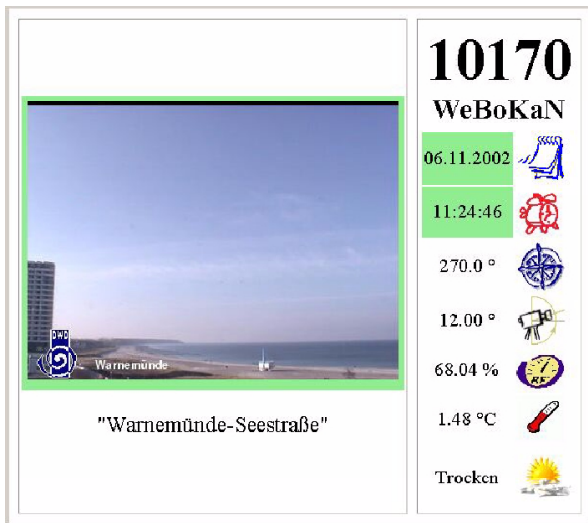 DWD
Warnemünde
"Warnemünde-Seestraße"
10170
WeBoKaN
06.11.2002
11:24:46
270.0 °
12.00 °
68.04 %
RF
1.48 °C
Trocken